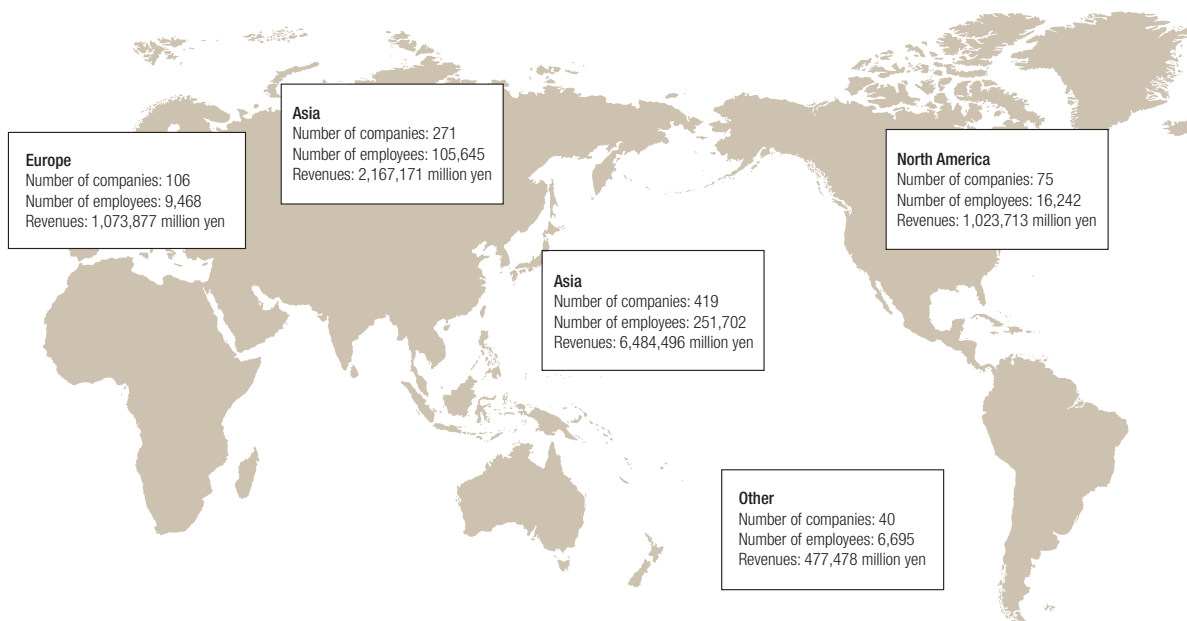 Asia
Number of companies: 271
Number of employees: 105,645
Revenues: 2,167,171 million yen
Europe
Number of companies: 106
Number of employees: 9,468
Revenues: 1,073,877 million yen
North America
Number of companies: 75
Number of employees: 16,242
Revenues: 1,023,713 million yen
Asia
Number of companies: 419
Number of employees: 251,702
Revenues: 6,484,496 million yen
Other
Number of companies: 40
Number of employees: 6,695
Revenues: 477,478 million yen